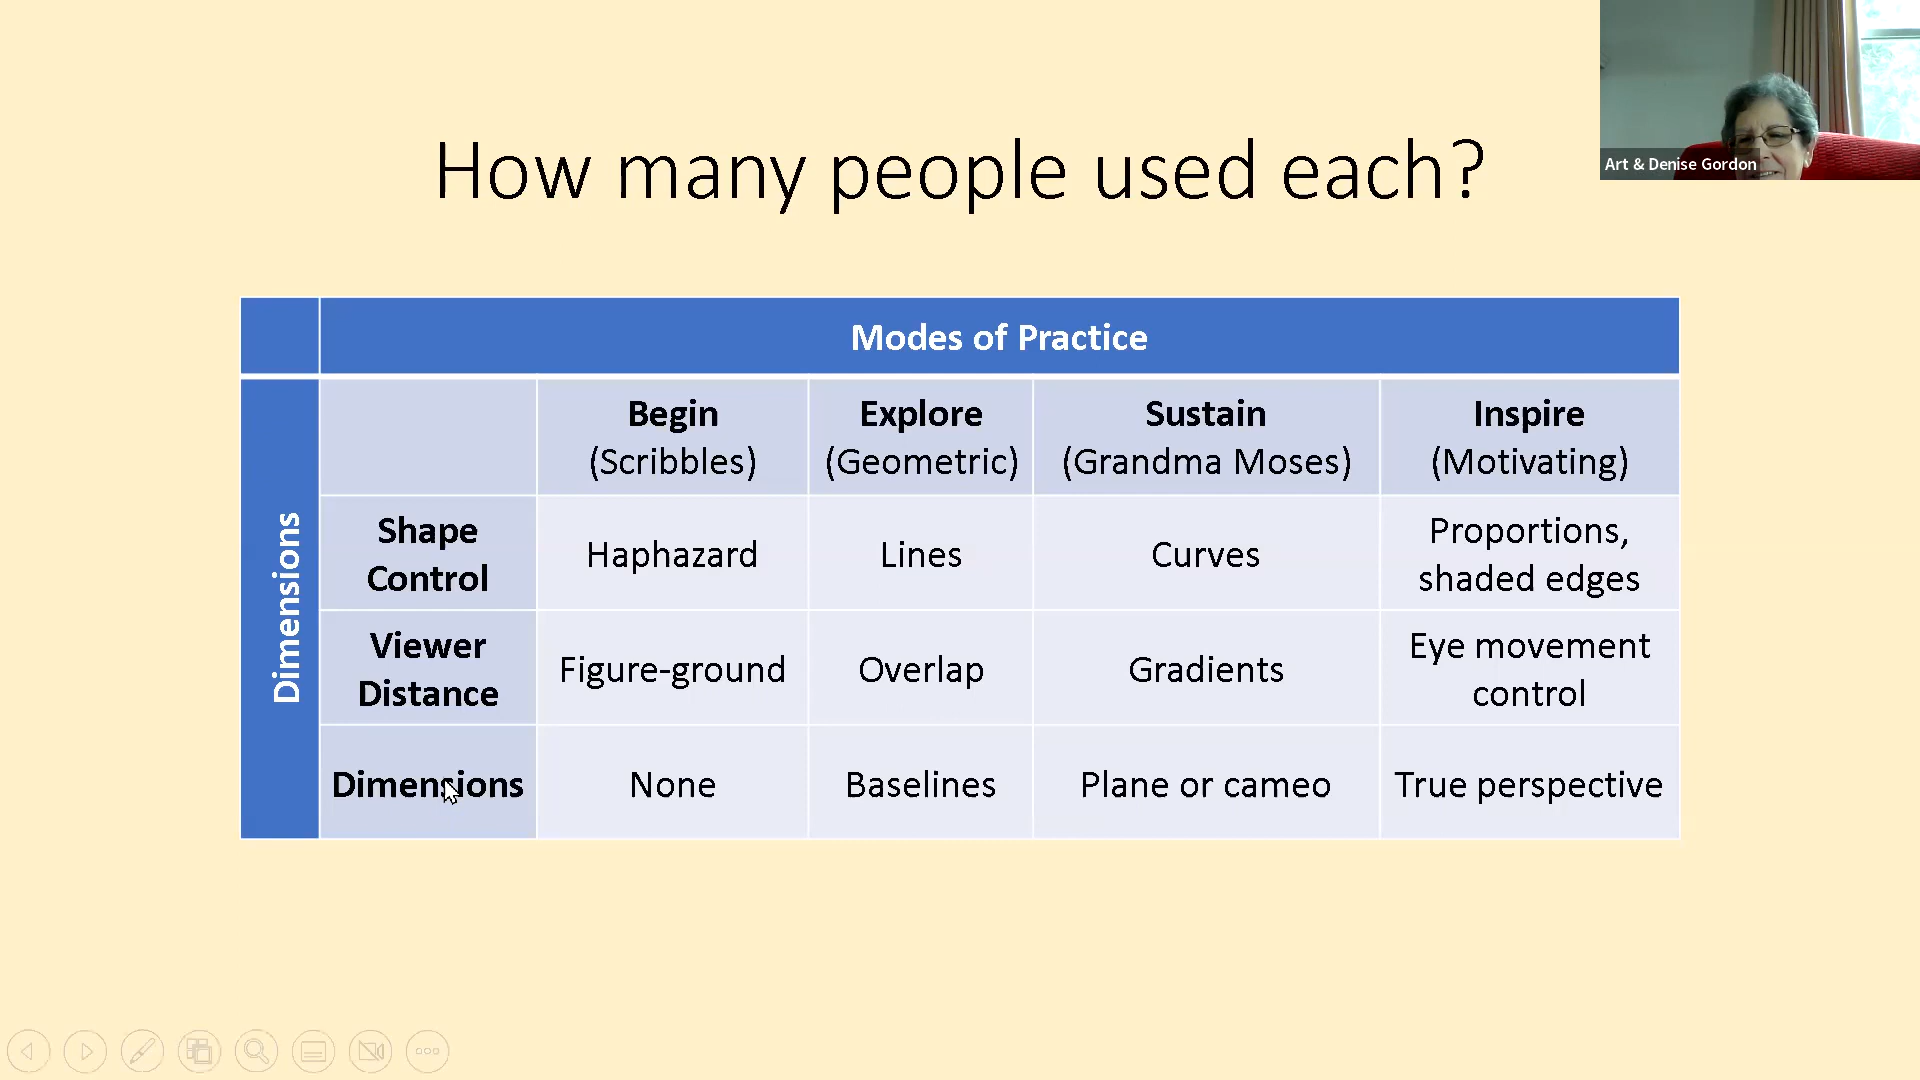 How many people used each?
Art & Denise Gordon
Modes of Practice
Dimensions
Begin
(Scribbles)
Explore
(Geometric)
Sustain
(Grandma Moses)
Inspire
(Motivating)
Shape
Control
Haphazard
Lines
Curves
Proportions,
shaded edges
Viewer
Distance
Figure-ground
Overlap
Gradients
Eye movement
control
Dimensions
None
Baselines
Plane or cameo
True perspective